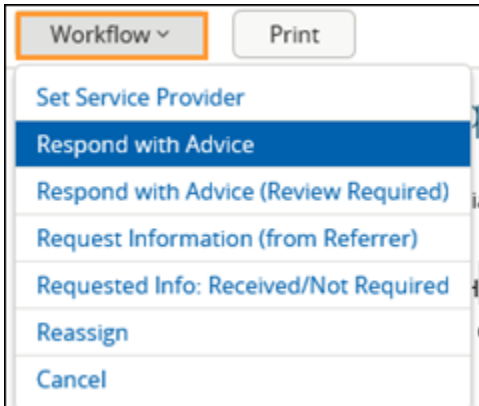 Workflow Print
Set Service Provider
Respond with Advice
Respond with Advice (Review Required)
Request Information (from Referrer)
Requested Info: Received/Not Required
Reassign
Cancel